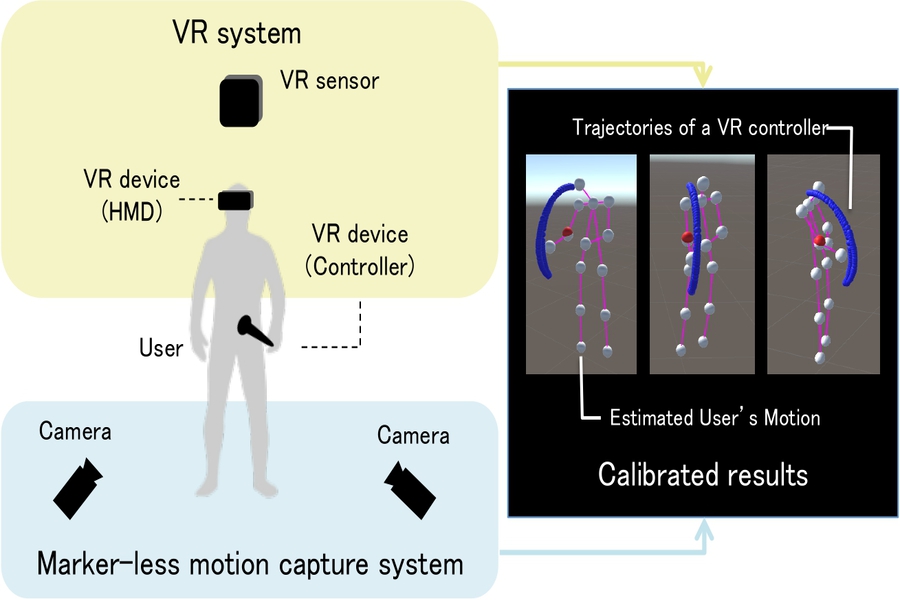 VR system
VR sensor
VR device
(HMD)
VR device
(Controller)
User
Camera
Camera
Marker-less motion capture system
Trajectories of a VR controller
Estimated User's Motion
Calibrated results